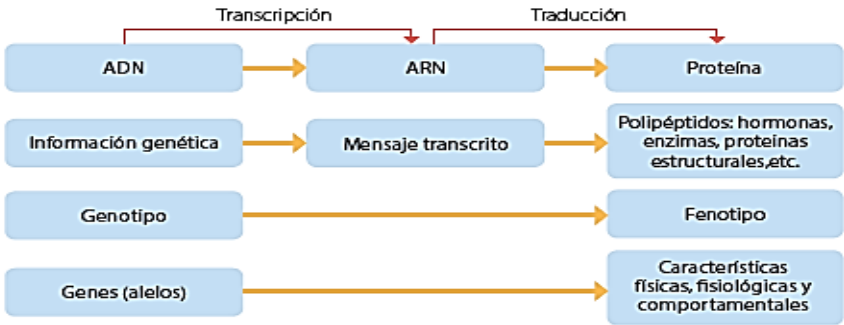 Transcripción
Traducción
ADN
ARN
Proteína
Información genética
Mensaje transcrito
Polipéptidos: hormonas,
enzimas, proteínas
estructurales,etc.
Genotipo
Fenotipo
Genes (alelos)
Características
físicas, fisiológicas y
comportamentales